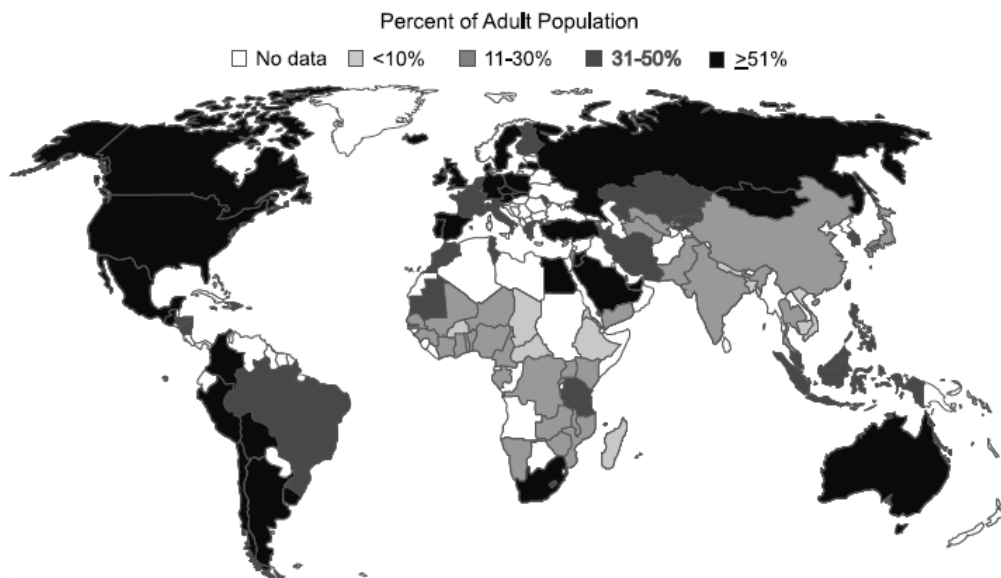 Percent of Adult Population
No data <10% 11-30% 31-50% ≥51%